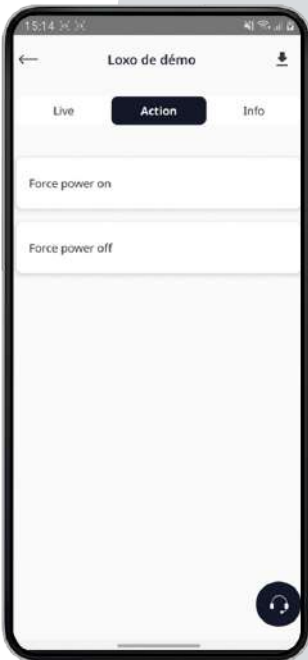 15:14
Loxo de démo
Live Action Info
Force power on
Force power off